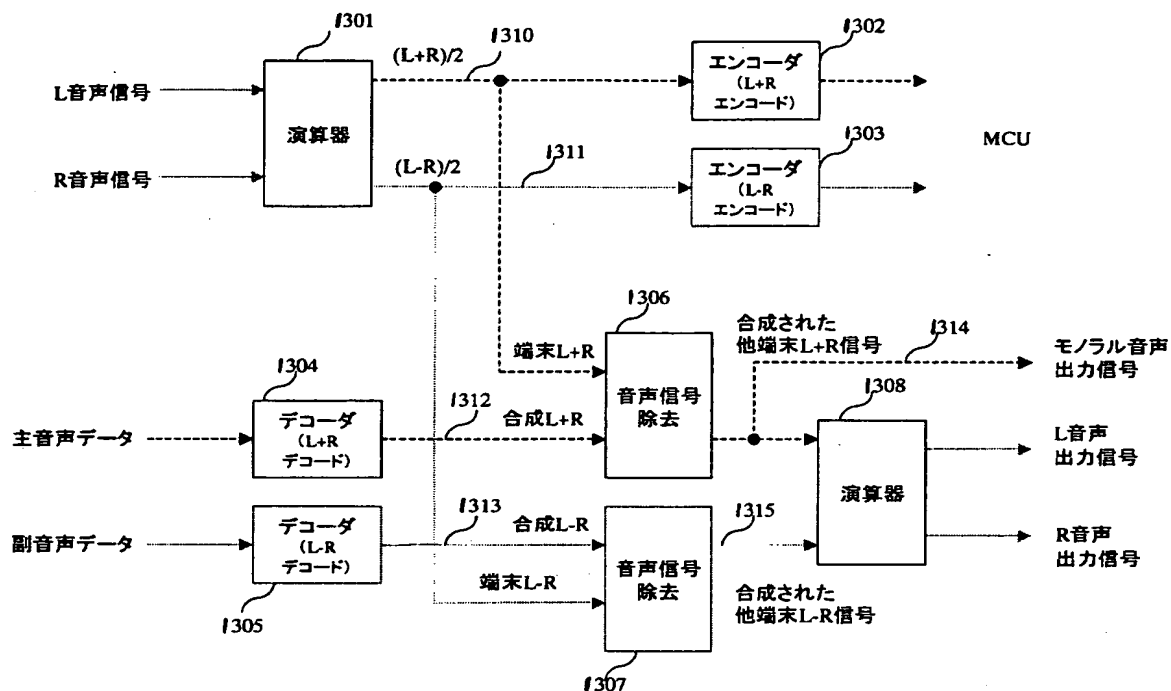 1301
(L+R)/2
1310
1302
L音声信号
演算器
エンコーダ
(L+R
エンコード)
R音声信号
(L-R)/2
1311
1303
エンコーダ
(L-R
エンコード)
MCU
1306
端末L+R
合成された
他端末L+R信号
1314
モノラル音声
出力信号
1304
1312
1308
主音声データ
デコーダ
(L+R
デコード)
合成L+R
音声信号
除去
L音声
出力信号
演算器
1313
1315
副音声データ
デコーダ
(L-R
デコード)
合成L-R
音声信号
除去
R音声
出力信号
端末L-R
合成された
他端末L-R信号
1305
1307